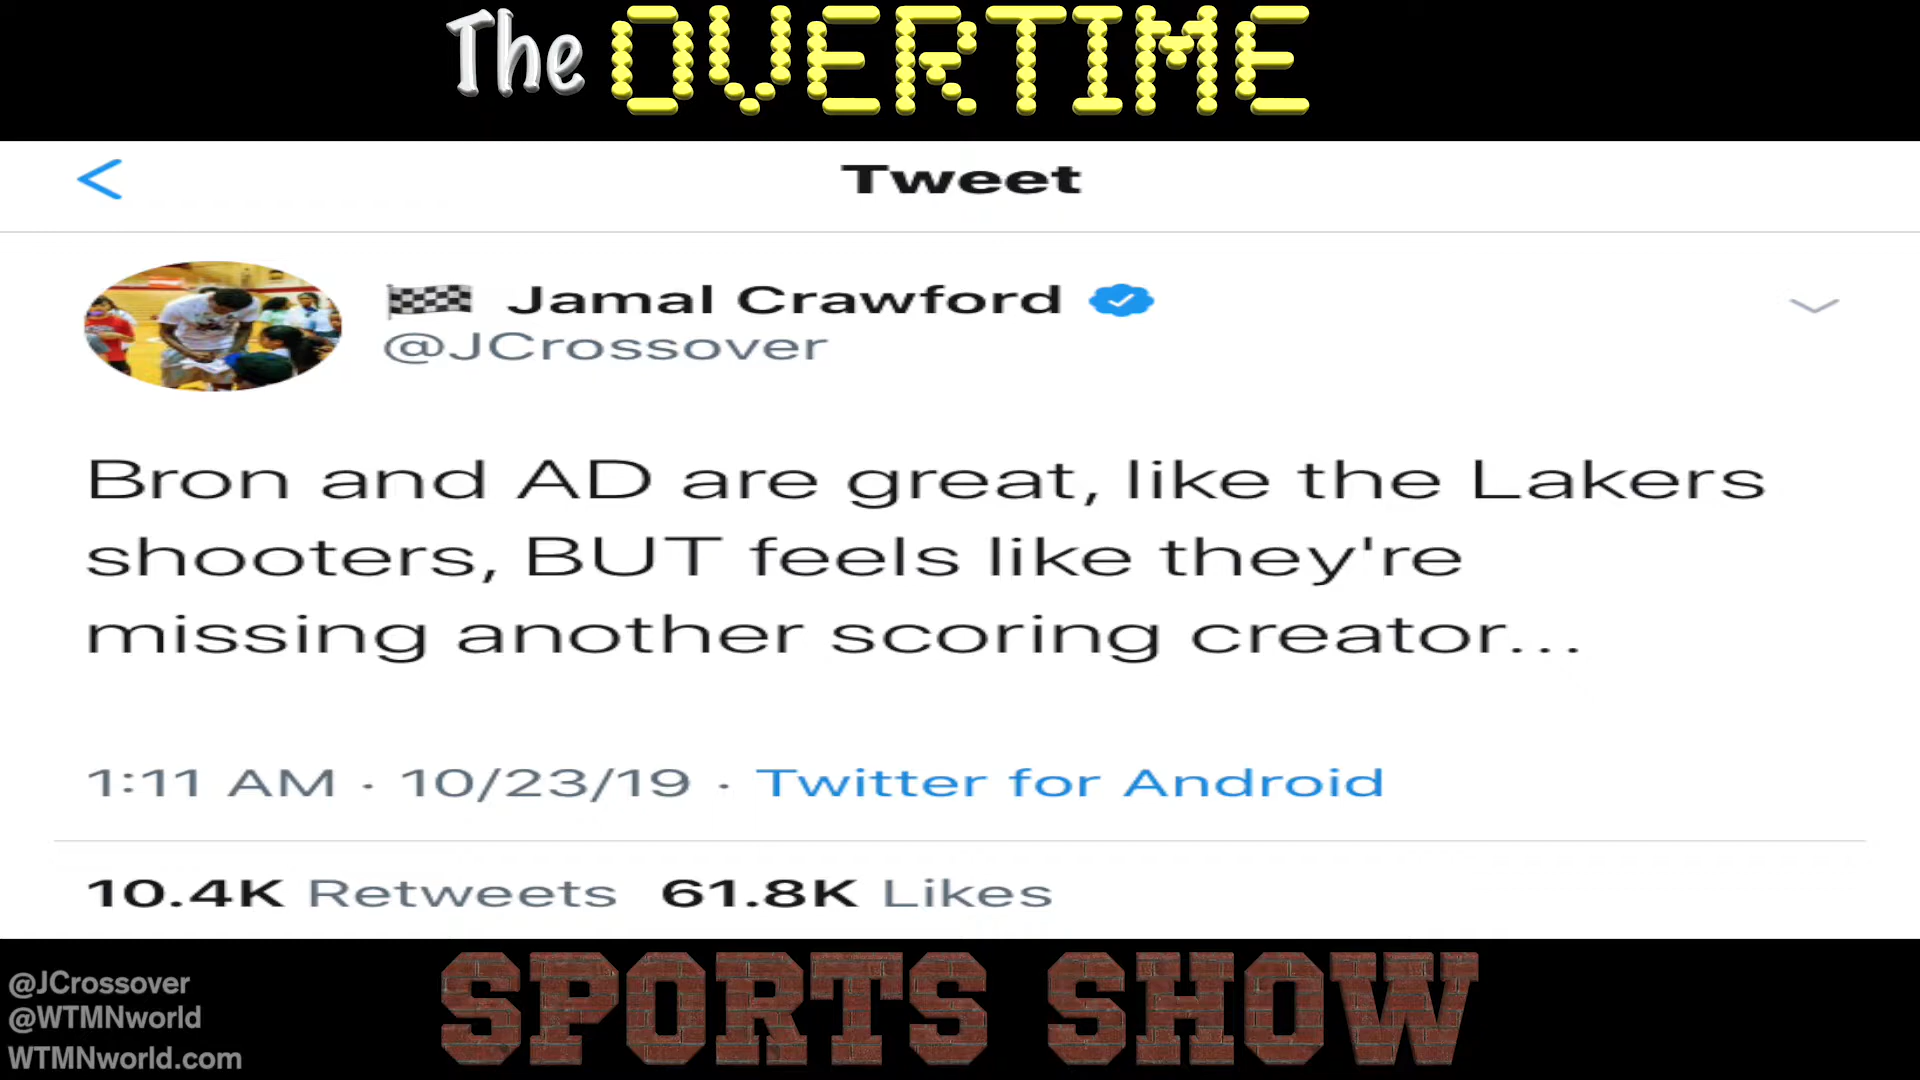 The OVERTIME
Tweet
Jamal Crawford
@JCrossover
Bron and AD are great, like the Lakers
shooters, BUT feels like they're
missing another scoring creator...
1:11 AM · 10/23/19 · Twitter for Android
10.4K Retweets 61.8K Likes
@JCrossover
@WTMNworld
WTMNworld.com
SPORTS SHOW